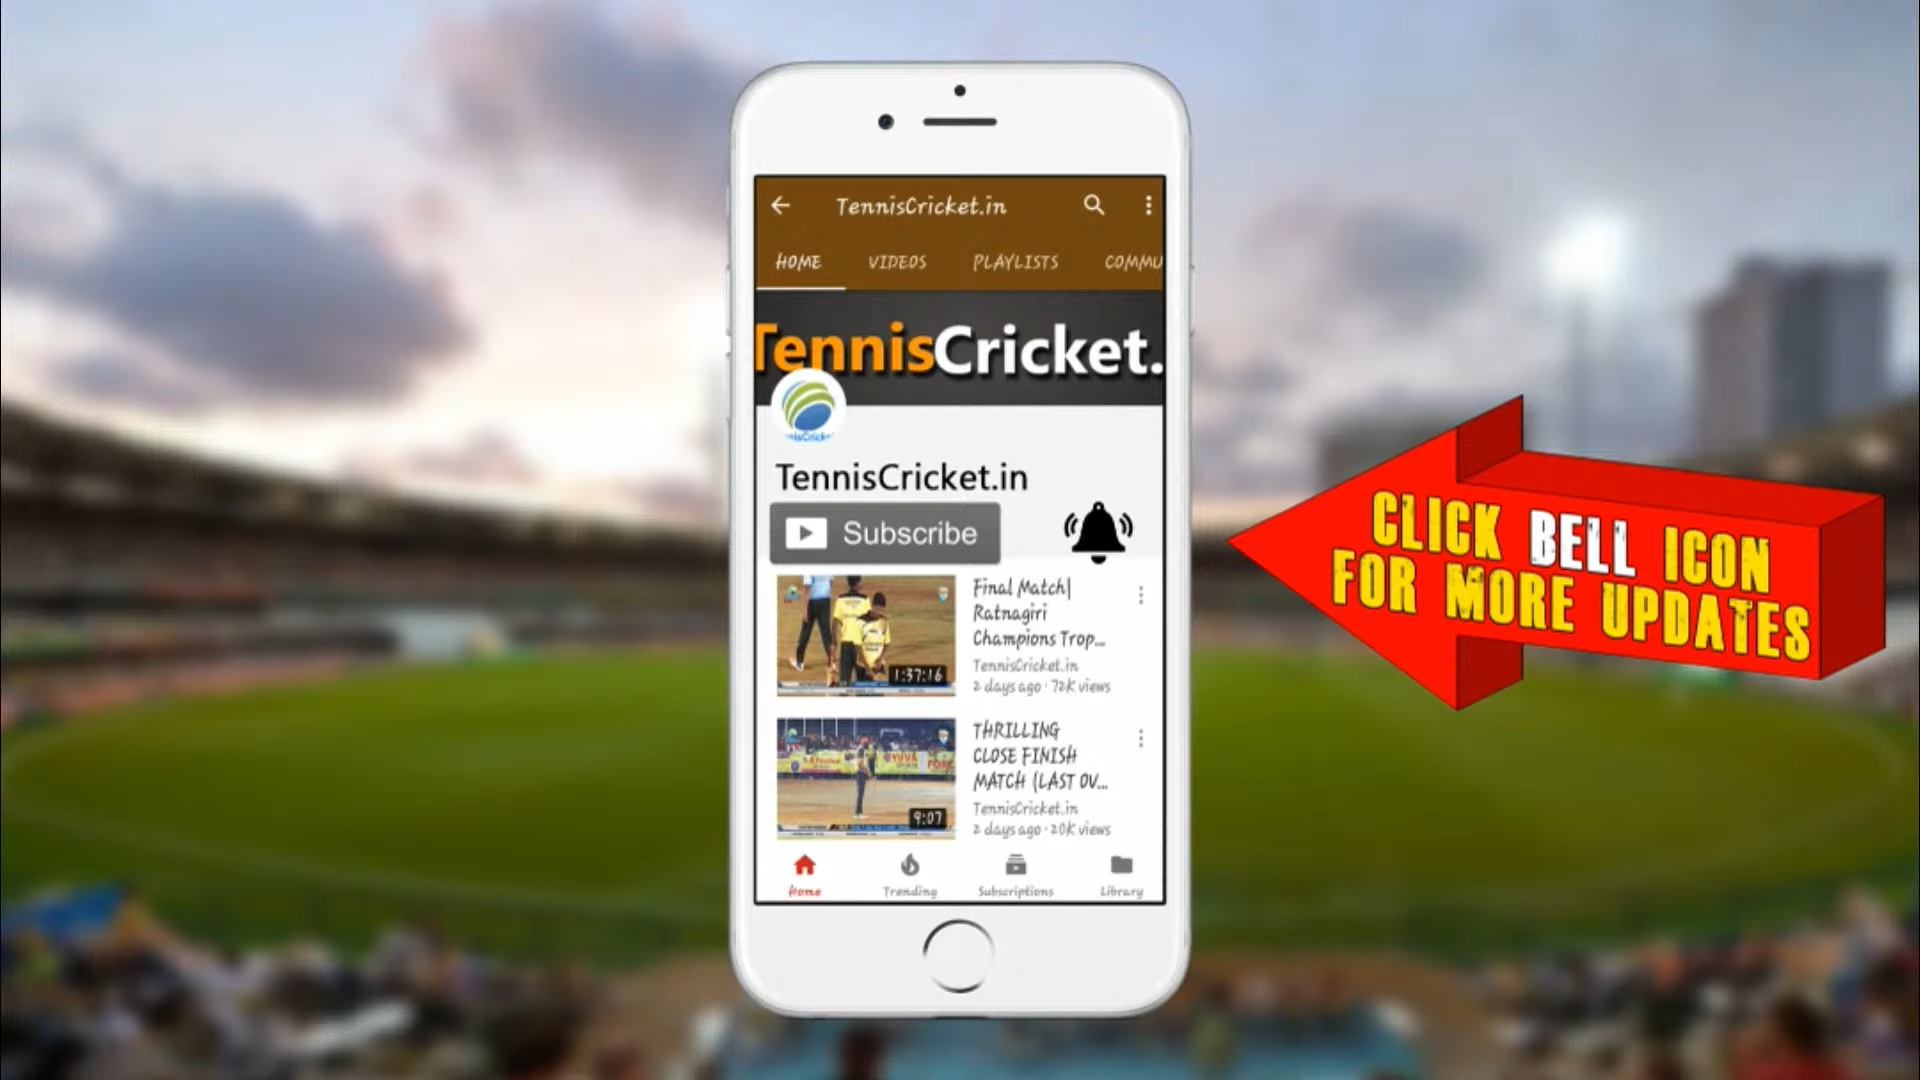 TennisCricket.in
HOME VIDEOS PLAYLISTS COMMU
TennisCricket.
TennisCricket.in
Subscribe
Final Match|
Ratnagiri
Champions Trop...
TennisCricket.in
2 days ago · 72K views
1:37:16
THRILLING
CLOSE FINISH
MATCH (LAST OV...
TennisCricket.in
2 days ago · 20K views
9:07
Home Trending Subscriptions Library
CLICK BELL ICON
FOR MORE UPDATES